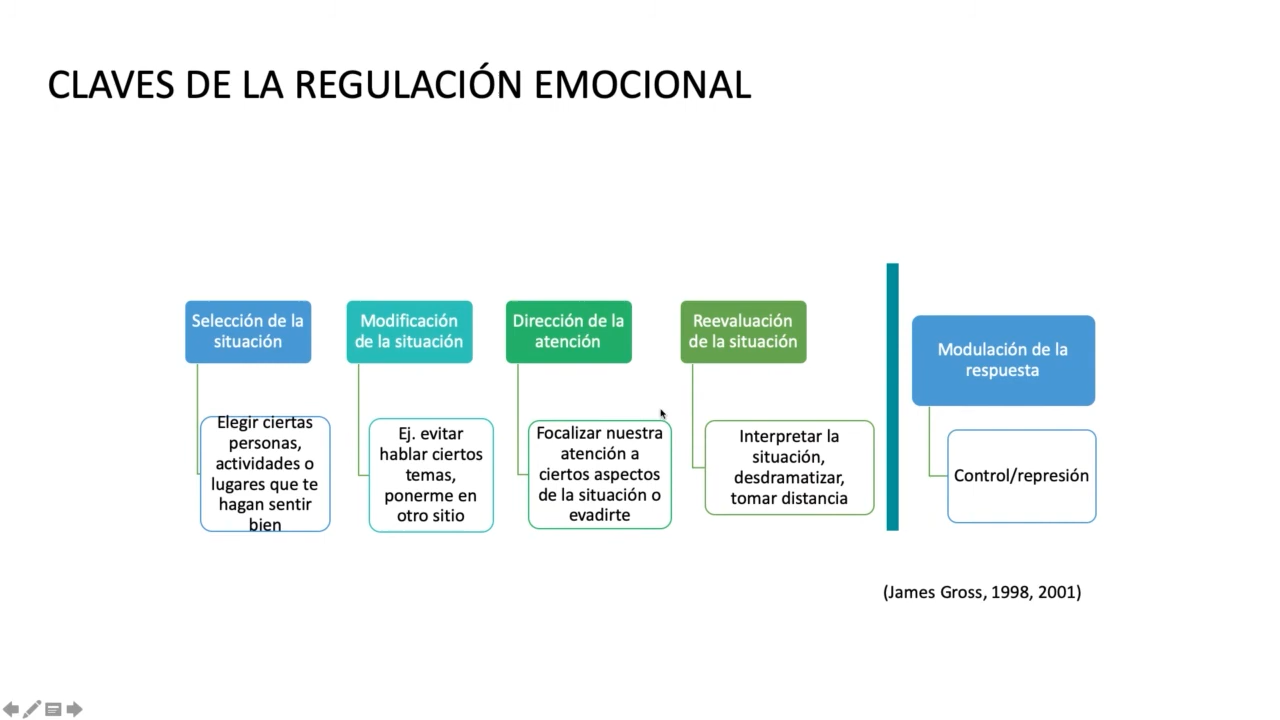 CLAVES DE LA REGULACIÓN EMOCIONAL
Selección de la
situación
Elegir ciertas
personas,
actividades o
lugares que te
hagan sentir
bien
Modificación
de la situación
Ej. evitar
hablar ciertos
temas,
ponerme en
otro sitio
Dirección de la
atención
Focalizar nuestra
atención a
ciertos aspectos
de la situación o
evadirte
Reevaluación
de la situación
Interpretar la
situación,
desdramatizar,
tomar distancia
Modulación de la
respuesta
Control/represión
(James Gross, 1998, 2001)